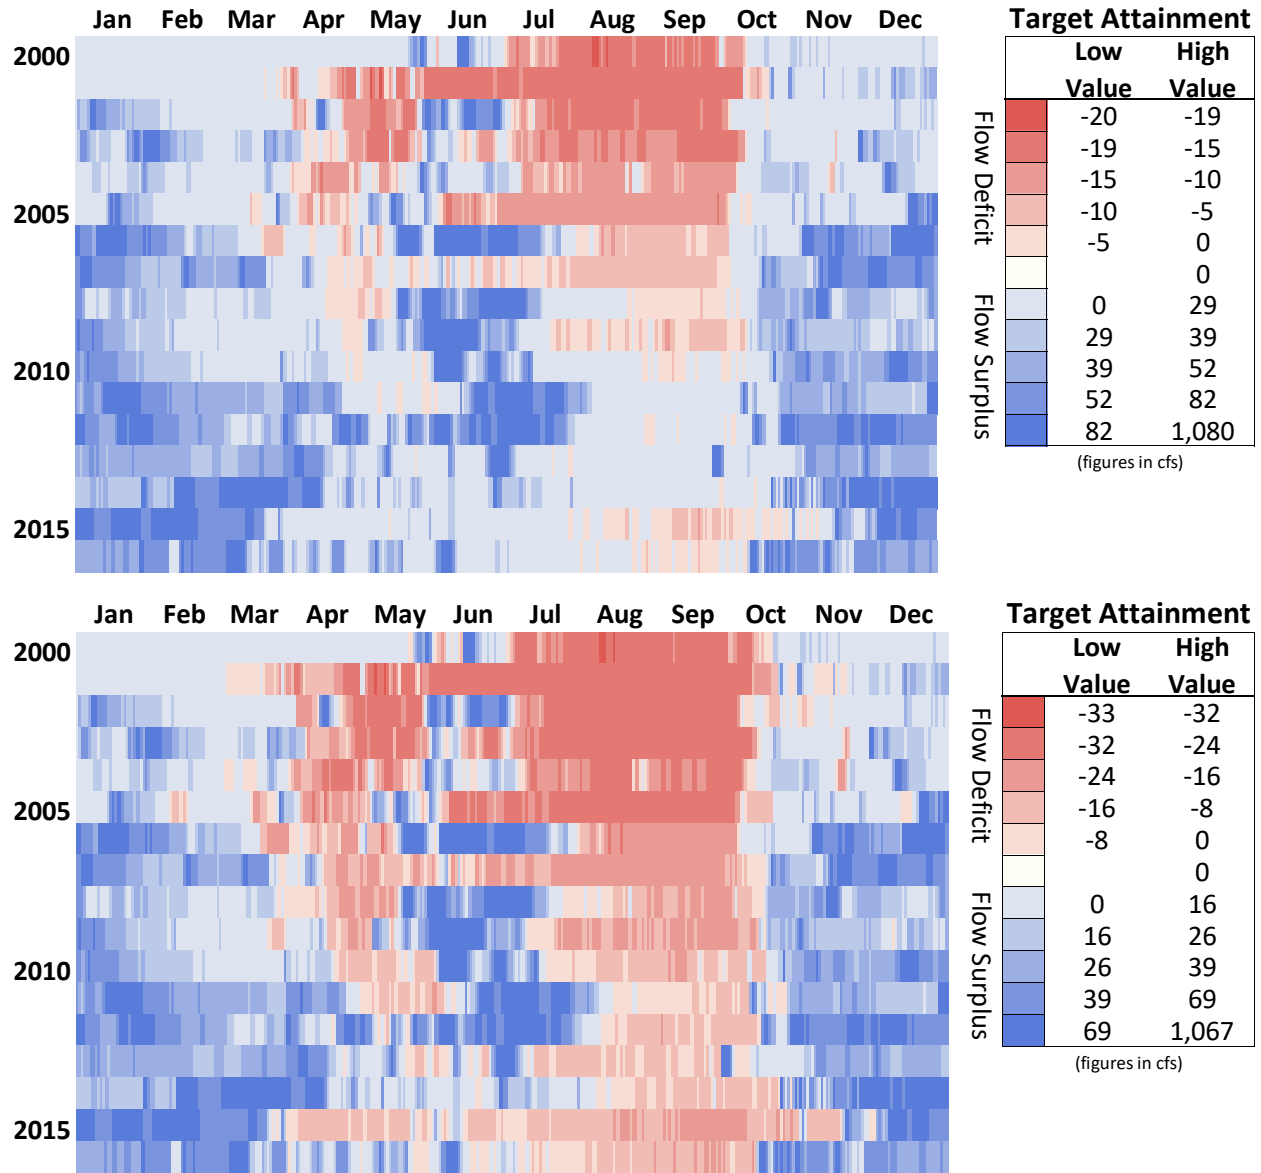 Jan Feb Mar Apr May Jun Jul Aug Sep Oct Nov Dec
2000
2005
2010
2015
Target Attainment
Low High
Value Value
-20 -19
-19 -15
-15 -10
-10 -5
-5 0
0
0 29
29 39
39 52
52 82
82 1,080
Flow Deficit
Flow Surplus
(figures in cfs)
Jan Feb Mar Apr May Jun Jul Aug Sep Oct Nov Dec
2000
2005
2010
2015
Target Attainment
Low High
Value Value
-33 -32
-32 -24
-24 -16
-16 -8
-8 0
0
0 16
16 26
26 39
39 69
69 1,067
Flow Deficit
Flow Surplus
(figures in cfs)